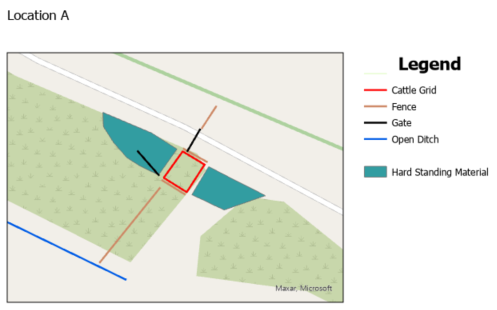 Location A
Legend
Cattle Grid
Fence
Gate
Open Ditch
Hard Standing Material
Maxar, Microsoft